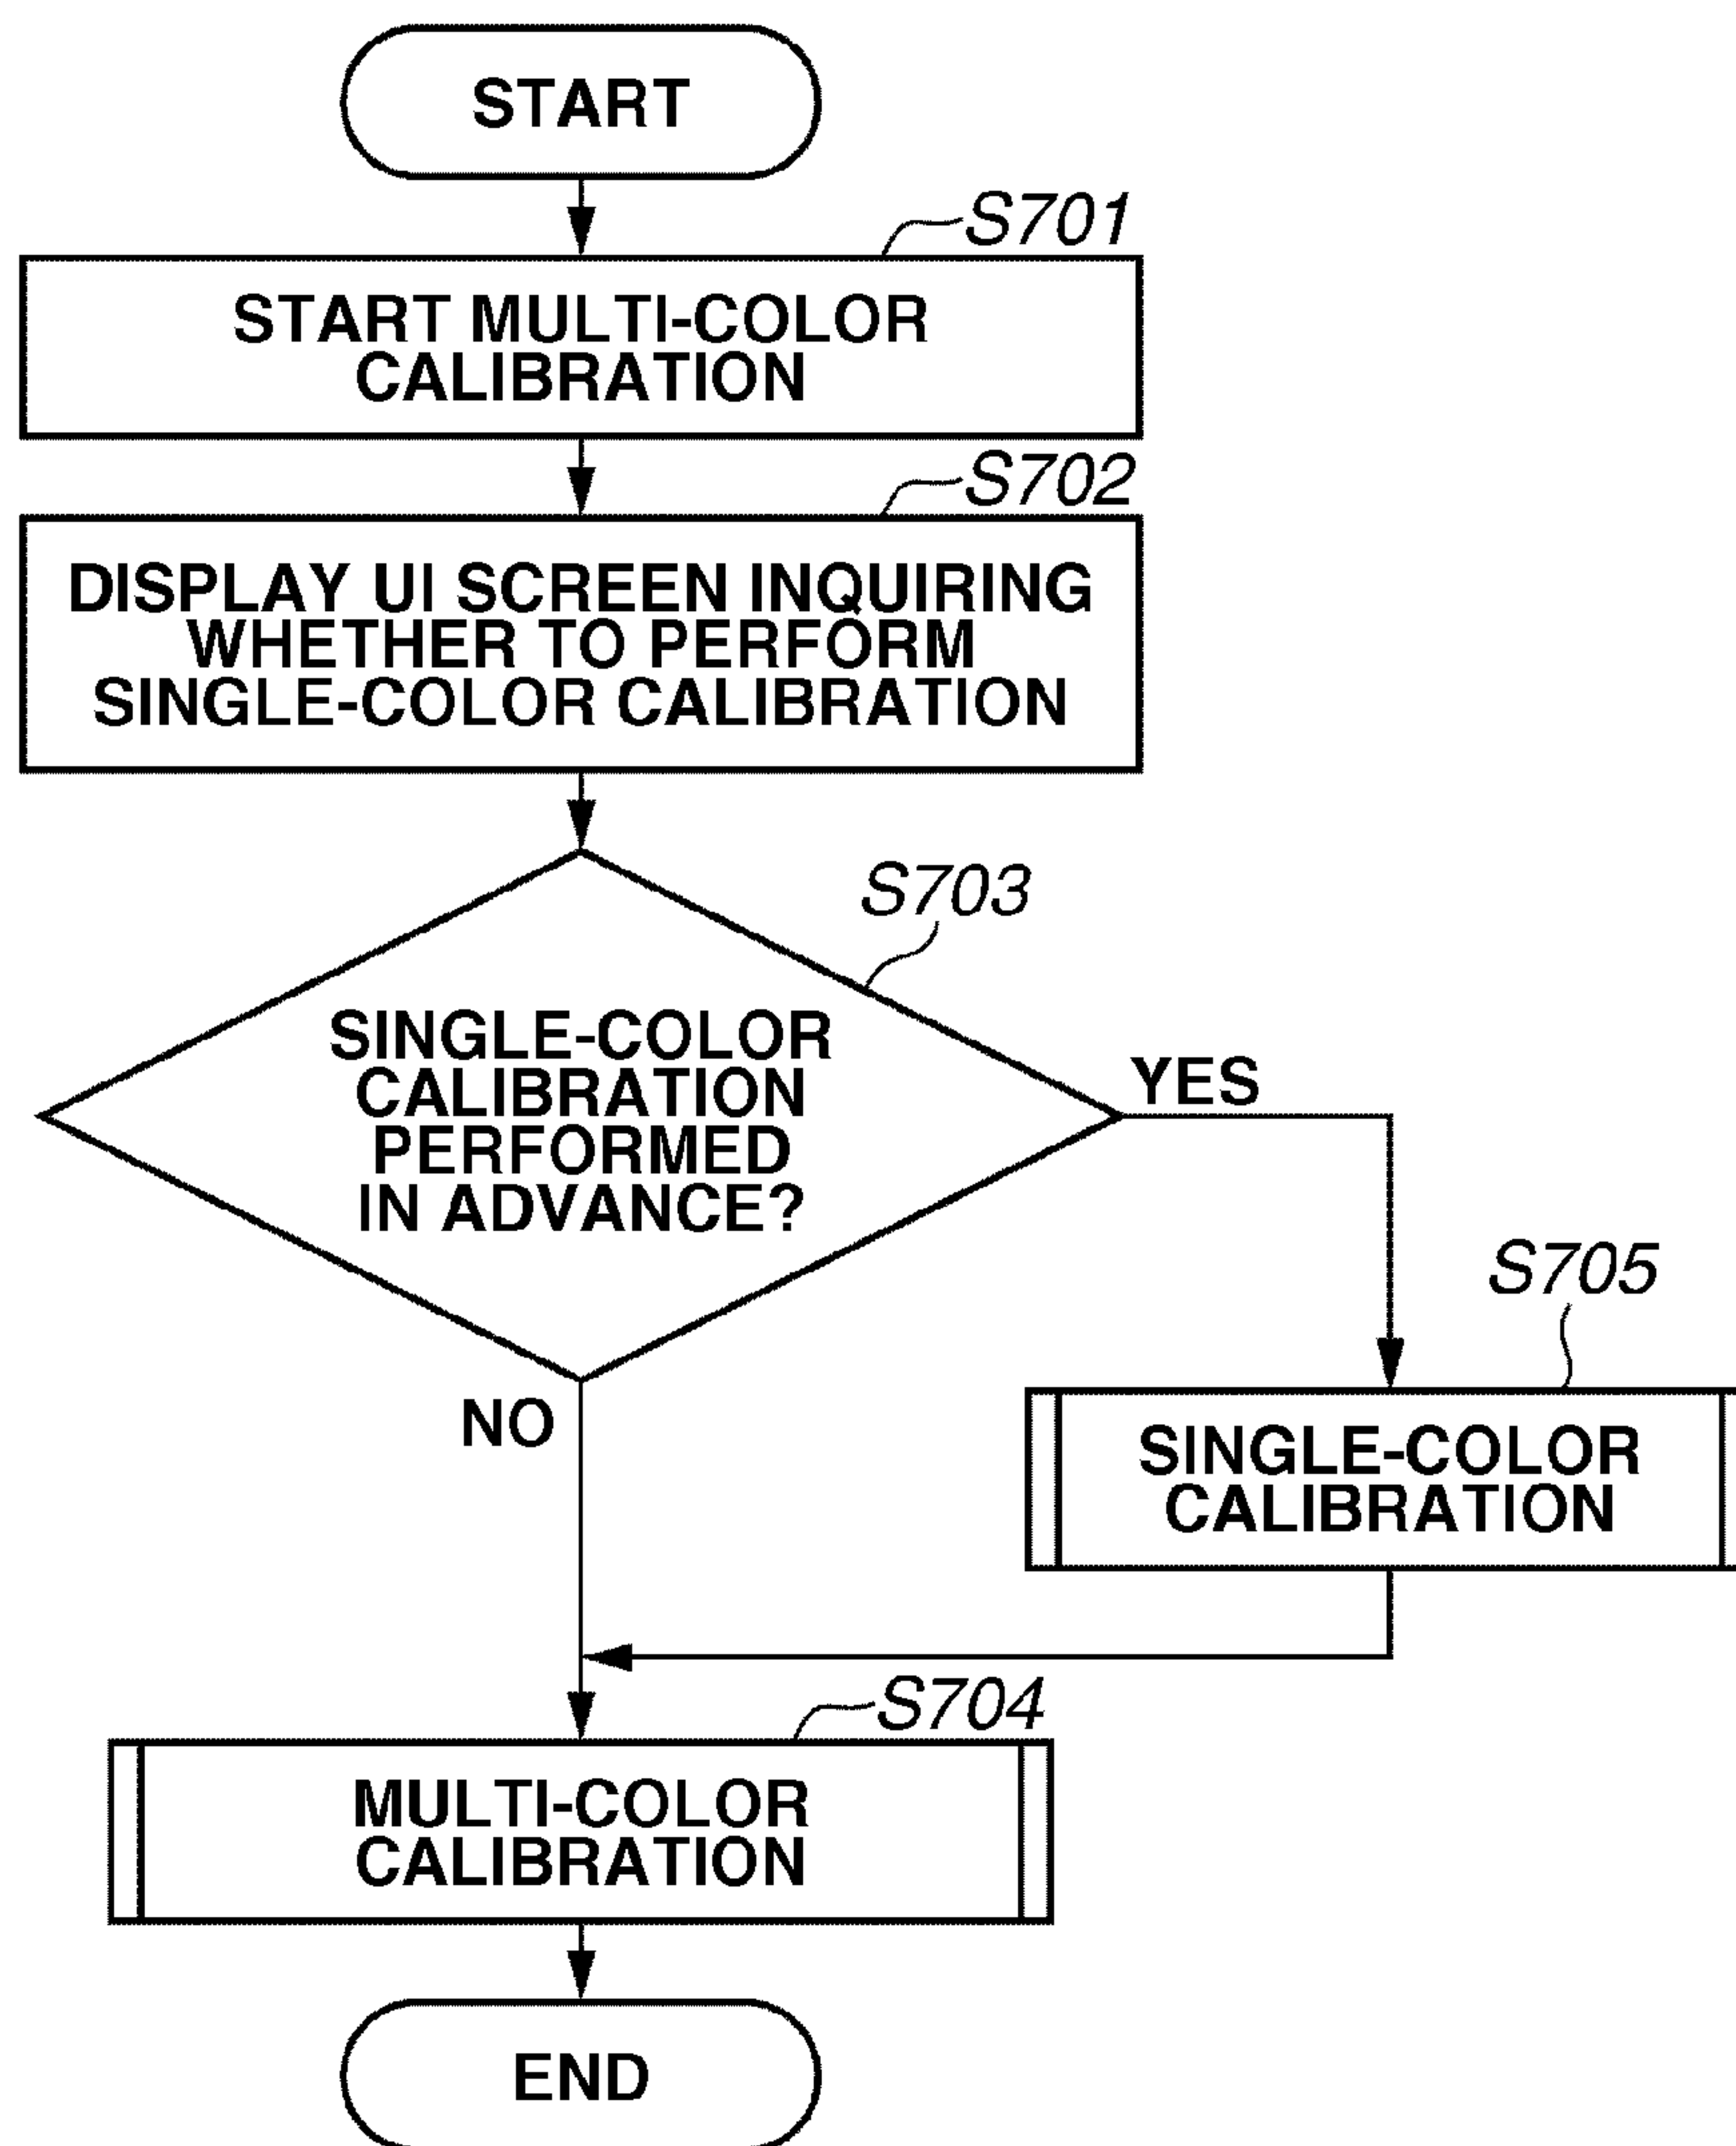 START
S701
START MULTI-COLOR
CALIBRATION
S702
DISPLAY UI SCREEN INQUIRING
WHETHER TO PERFORM
SINGLE-COLOR CALIBRATION
S703
SINGLE-COLOR
CALIBRATION
PERFORMED
IN ADVANCE?
YES
NO
S705
SINGLE-COLOR
CALIBRATION
S704
MULTI-COLOR
CALIBRATION
END